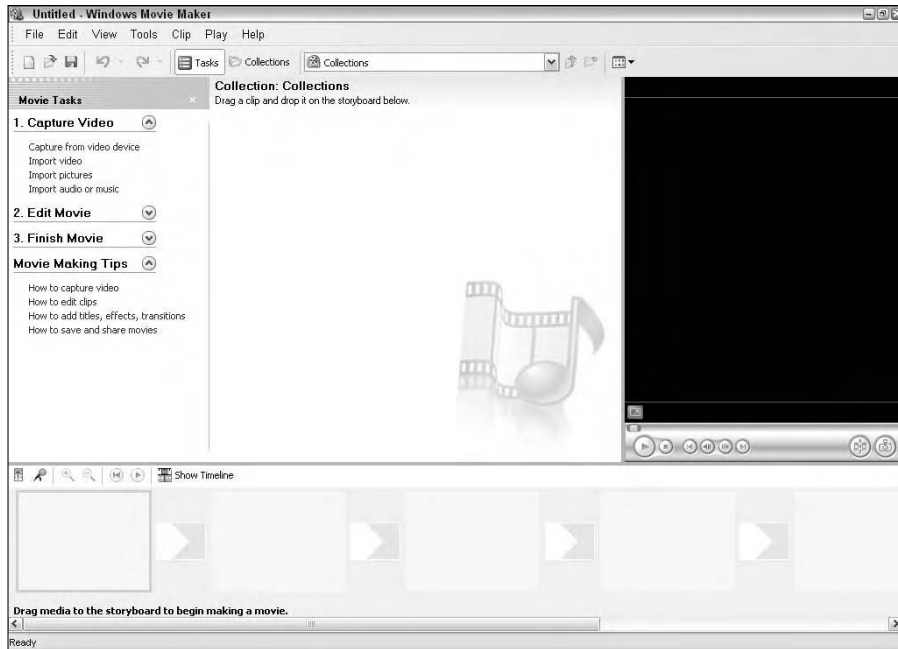 Untitled - Windows Movie Maker
File Edit View Tools Clip Play Help
Tasks Collections Collections
Movie Tasks
Collection: Collections
Drag a clip and drop it on the storyboard below.
1. Capture Video
Capture from video device
Import video
Import pictures
Import audio or music
2. Edit Movie
3. Finish Movie
Movie Making Tips
How to capture video
How to edit clips
How to add titles, effects, transitions
How to save and share movies
Show Timeline
Drag media to the storyboard to begin making a movie.
Ready